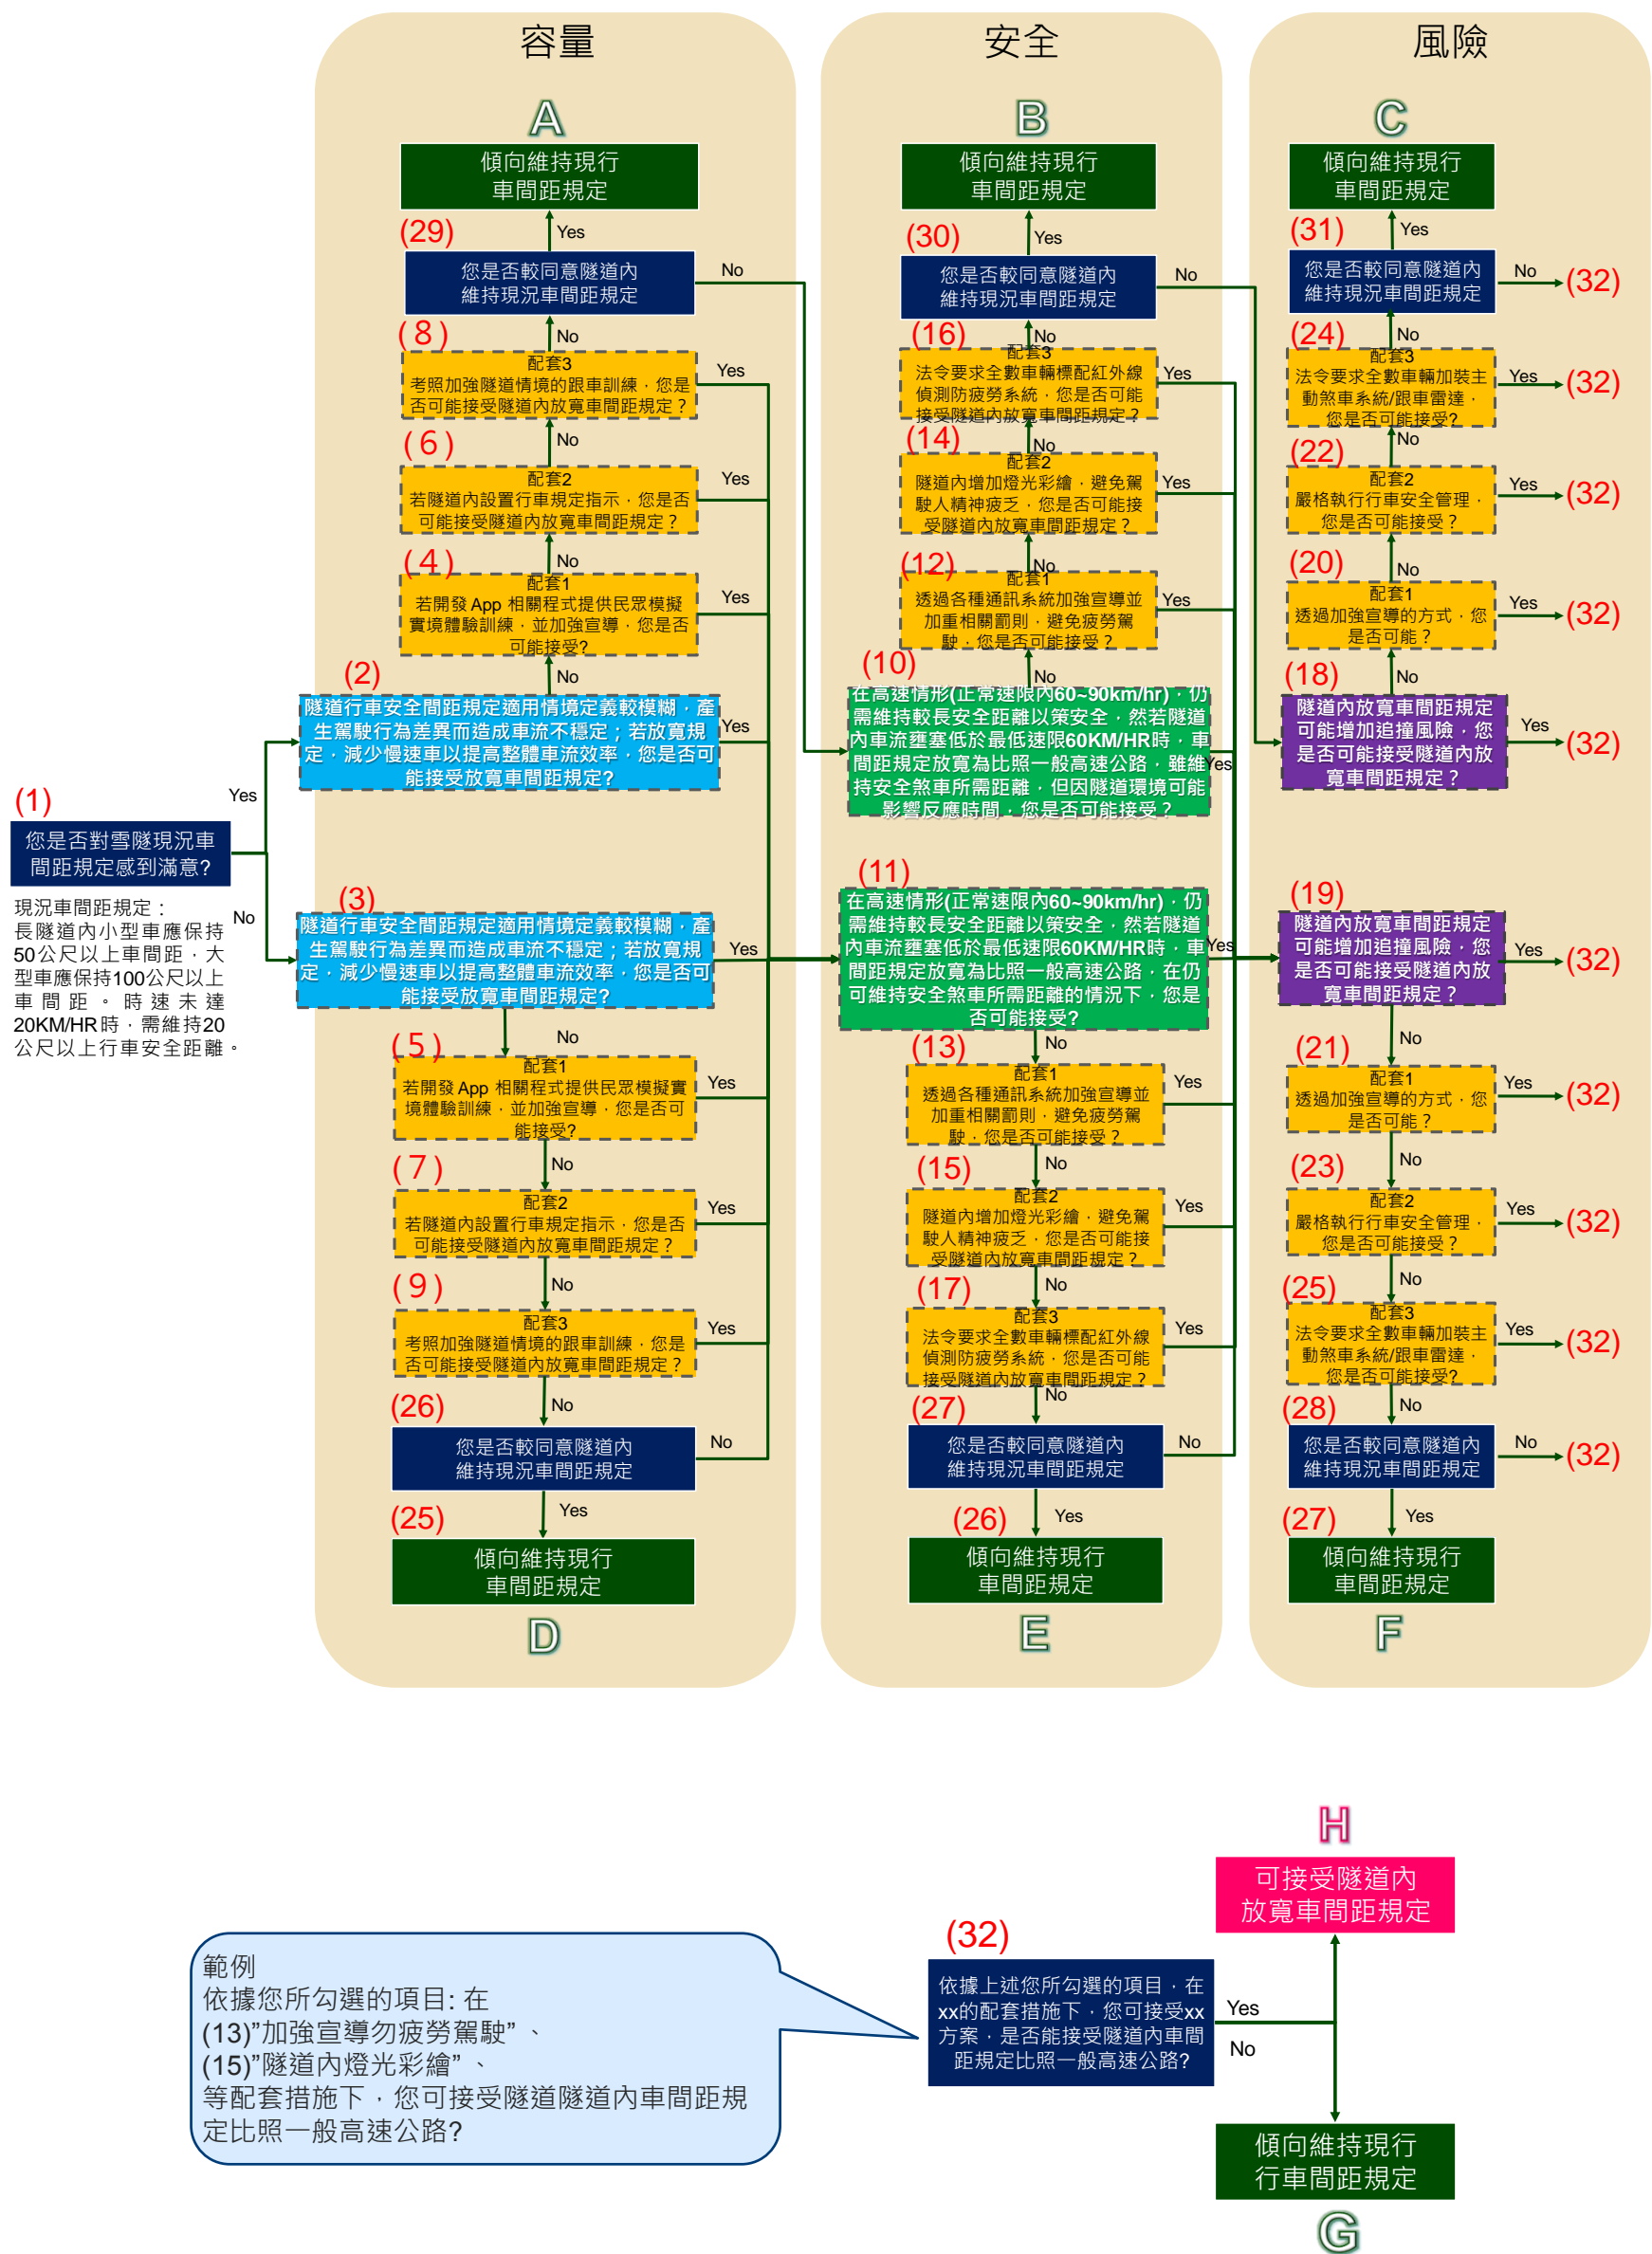 容量
安全
風險
A
傾向維持現行
車間距規定
(29)
Yes
您是否較同意隧道內
維持現況車間距規定
No
(8)
No
配套3
考照加強隧道情境的跟車訓練，您是
否可能接受隧道內放寬車間距規定？
Yes
(6)
No
配套2
若隧道內設置行車規定指示，您是否
可能接受隧道內放寬車間距規定？
Yes
(4)
No
配套1
若開發 App 相關程式提供民眾模擬
實境體驗訓練，並加強宣導，您是否
可能接受?
Yes
(2)
No
隧道行車安全間距規定適用情境定義較模糊，產
生駕駛行為差異而造成車流不穩定；若放寬規
定，減少慢速車以提高整體車流效率，您是否可
能接受放寬車間距規定?
Yes
(1)
Yes
您是否對雪隧現況車
間距規定感到滿意?
No
現況車間距規定：
長隧道內小型車應保持
50公尺以上車間距，大
型車應保持100公尺以上
車間距。時速未達
20KM/HR時，需維持20
公尺以上行車安全距離。
(3)
隧道行車安全間距規定適用情境定義較模糊，產
生駕駛行為差異而造成車流不穩定；若放寬規
定，減少慢速車以提高整體車流效率，您是否可
能接受放寬車間距規定?
Yes
No
(5)
配套1
若開發 App 相關程式提供民眾模擬實
境體驗訓練，並加強宣導，您是否可
能接受?
Yes
No
(7)
配套2
若隧道內設置行車規定指示，您是否
可能接受隧道內放寬車間距規定？
Yes
No
(9)
配套3
考照加強隧道情境的跟車訓練，您是
否可能接受隧道內放寬車間距規定？
Yes
No
(26)
您是否較同意隧道內
維持現況車間距規定
No
Yes
(25)
傾向維持現行
車間距規定
D
B
傾向維持現行
車間距規定
(30)
Yes
您是否較同意隧道內
維持現況車間距規定
No
(16)
No
配套3
法令要求全數車輛標配紅外線
偵測防疲勞系統，您是否可能
接受隧道內放寬車間距規定？
Yes
(14)
No
配套2
隧道內增加燈光彩繪，避免駕
駛人精神疲乏，您是否可能接
受隧道內放寬車間距規定？
Yes
(12)
No
配套1
透過各種通訊系統加強宣導並
加重相關罰則，避免疲勞駕
駛，您是否可能接受？
Yes
(10)
No
在高速情形(正常速限內60~90km/hr)，仍
需維持較長安全距離以策安全，然若隧道
內車流壅塞低於最低速限60KM/HR時，車
間距規定放寬為比照一般高速公路，雖維
持安全煞車所需距離，但因隧道環境可能
影響反應時間，您是否可能接受？
Yes
(11)
在高速情形(正常速限內60~90km/hr)，仍
需維持較長安全距離以策安全，然若隧道
內車流壅塞低於最低速限60KM/HR時，車
間距規定放寬為比照一般高速公路，在仍
可維持安全煞車所需距離的情況下，您是
否可能接受?
Yes
No
(13)
配套1
透過各種通訊系統加強宣導並
加重相關罰則，避免疲勞駕
駛，您是否可能接受？
Yes
No
(15)
配套2
隧道內增加燈光彩繪，避免駕
駛人精神疲乏，您是否可能接
受隧道內放寬車間距規定？
Yes
No
(17)
配套3
法令要求全數車輛標配紅外線
偵測防疲勞系統，您是否可能
接受隧道內放寬車間距規定？
Yes
No
(27)
您是否較同意隧道內
維持現況車間距規定
No
Yes
(26)
傾向維持現行
車間距規定
E
C
傾向維持現行
車間距規定
(31)
Yes
您是否較同意隧道內
維持現況車間距規定
No
(32)
(24)
No
配套3
法令要求全數車輛加裝主
動煞車系統/跟車雷達，
您是否可能接受?
Yes
(32)
(22)
No
配套2
嚴格執行行車安全管理，
您是否可能接受？
Yes
(32)
(20)
No
配套1
透過加強宣導的方式，您
是否可能？
Yes
(32)
(18)
No
隧道內放寬車間距規定
可能增加追撞風險，您
是否可能接受隧道內放
寬車間距規定？
Yes
(32)
(19)
隧道內放寬車間距規定
可能增加追撞風險，您
是否可能接受隧道內放
寬車間距規定？
Yes
(32)
No
(21)
配套1
透過加強宣導的方式，您
是否可能？
Yes
(32)
No
(23)
配套2
嚴格執行行車安全管理，
您是否可能接受？
Yes
(32)
No
(25)
配套3
法令要求全數車輛加裝主
動煞車系統/跟車雷達，
您是否可能接受?
Yes
(32)
No
(28)
您是否較同意隧道內
維持現況車間距規定
No
(32)
Yes
(27)
傾向維持現行
車間距規定
F
H
可接受隧道內
放寬車間距規定
(32)
依據上述您所勾選的項目，在
xx的配套措施下，您可接受xx
方案，是否能接受隧道內車間
距規定比照一般高速公路?
Yes
No
傾向維持現行
行車間距規定
G
範例
依據您所勾選的項目: 在
(13)”加強宣導勿疲勞駕駛” 、
(15)”隧道內燈光彩繪” 、
等配套措施下，您可接受隧道隧道內車間距規
定比照一般高速公路?